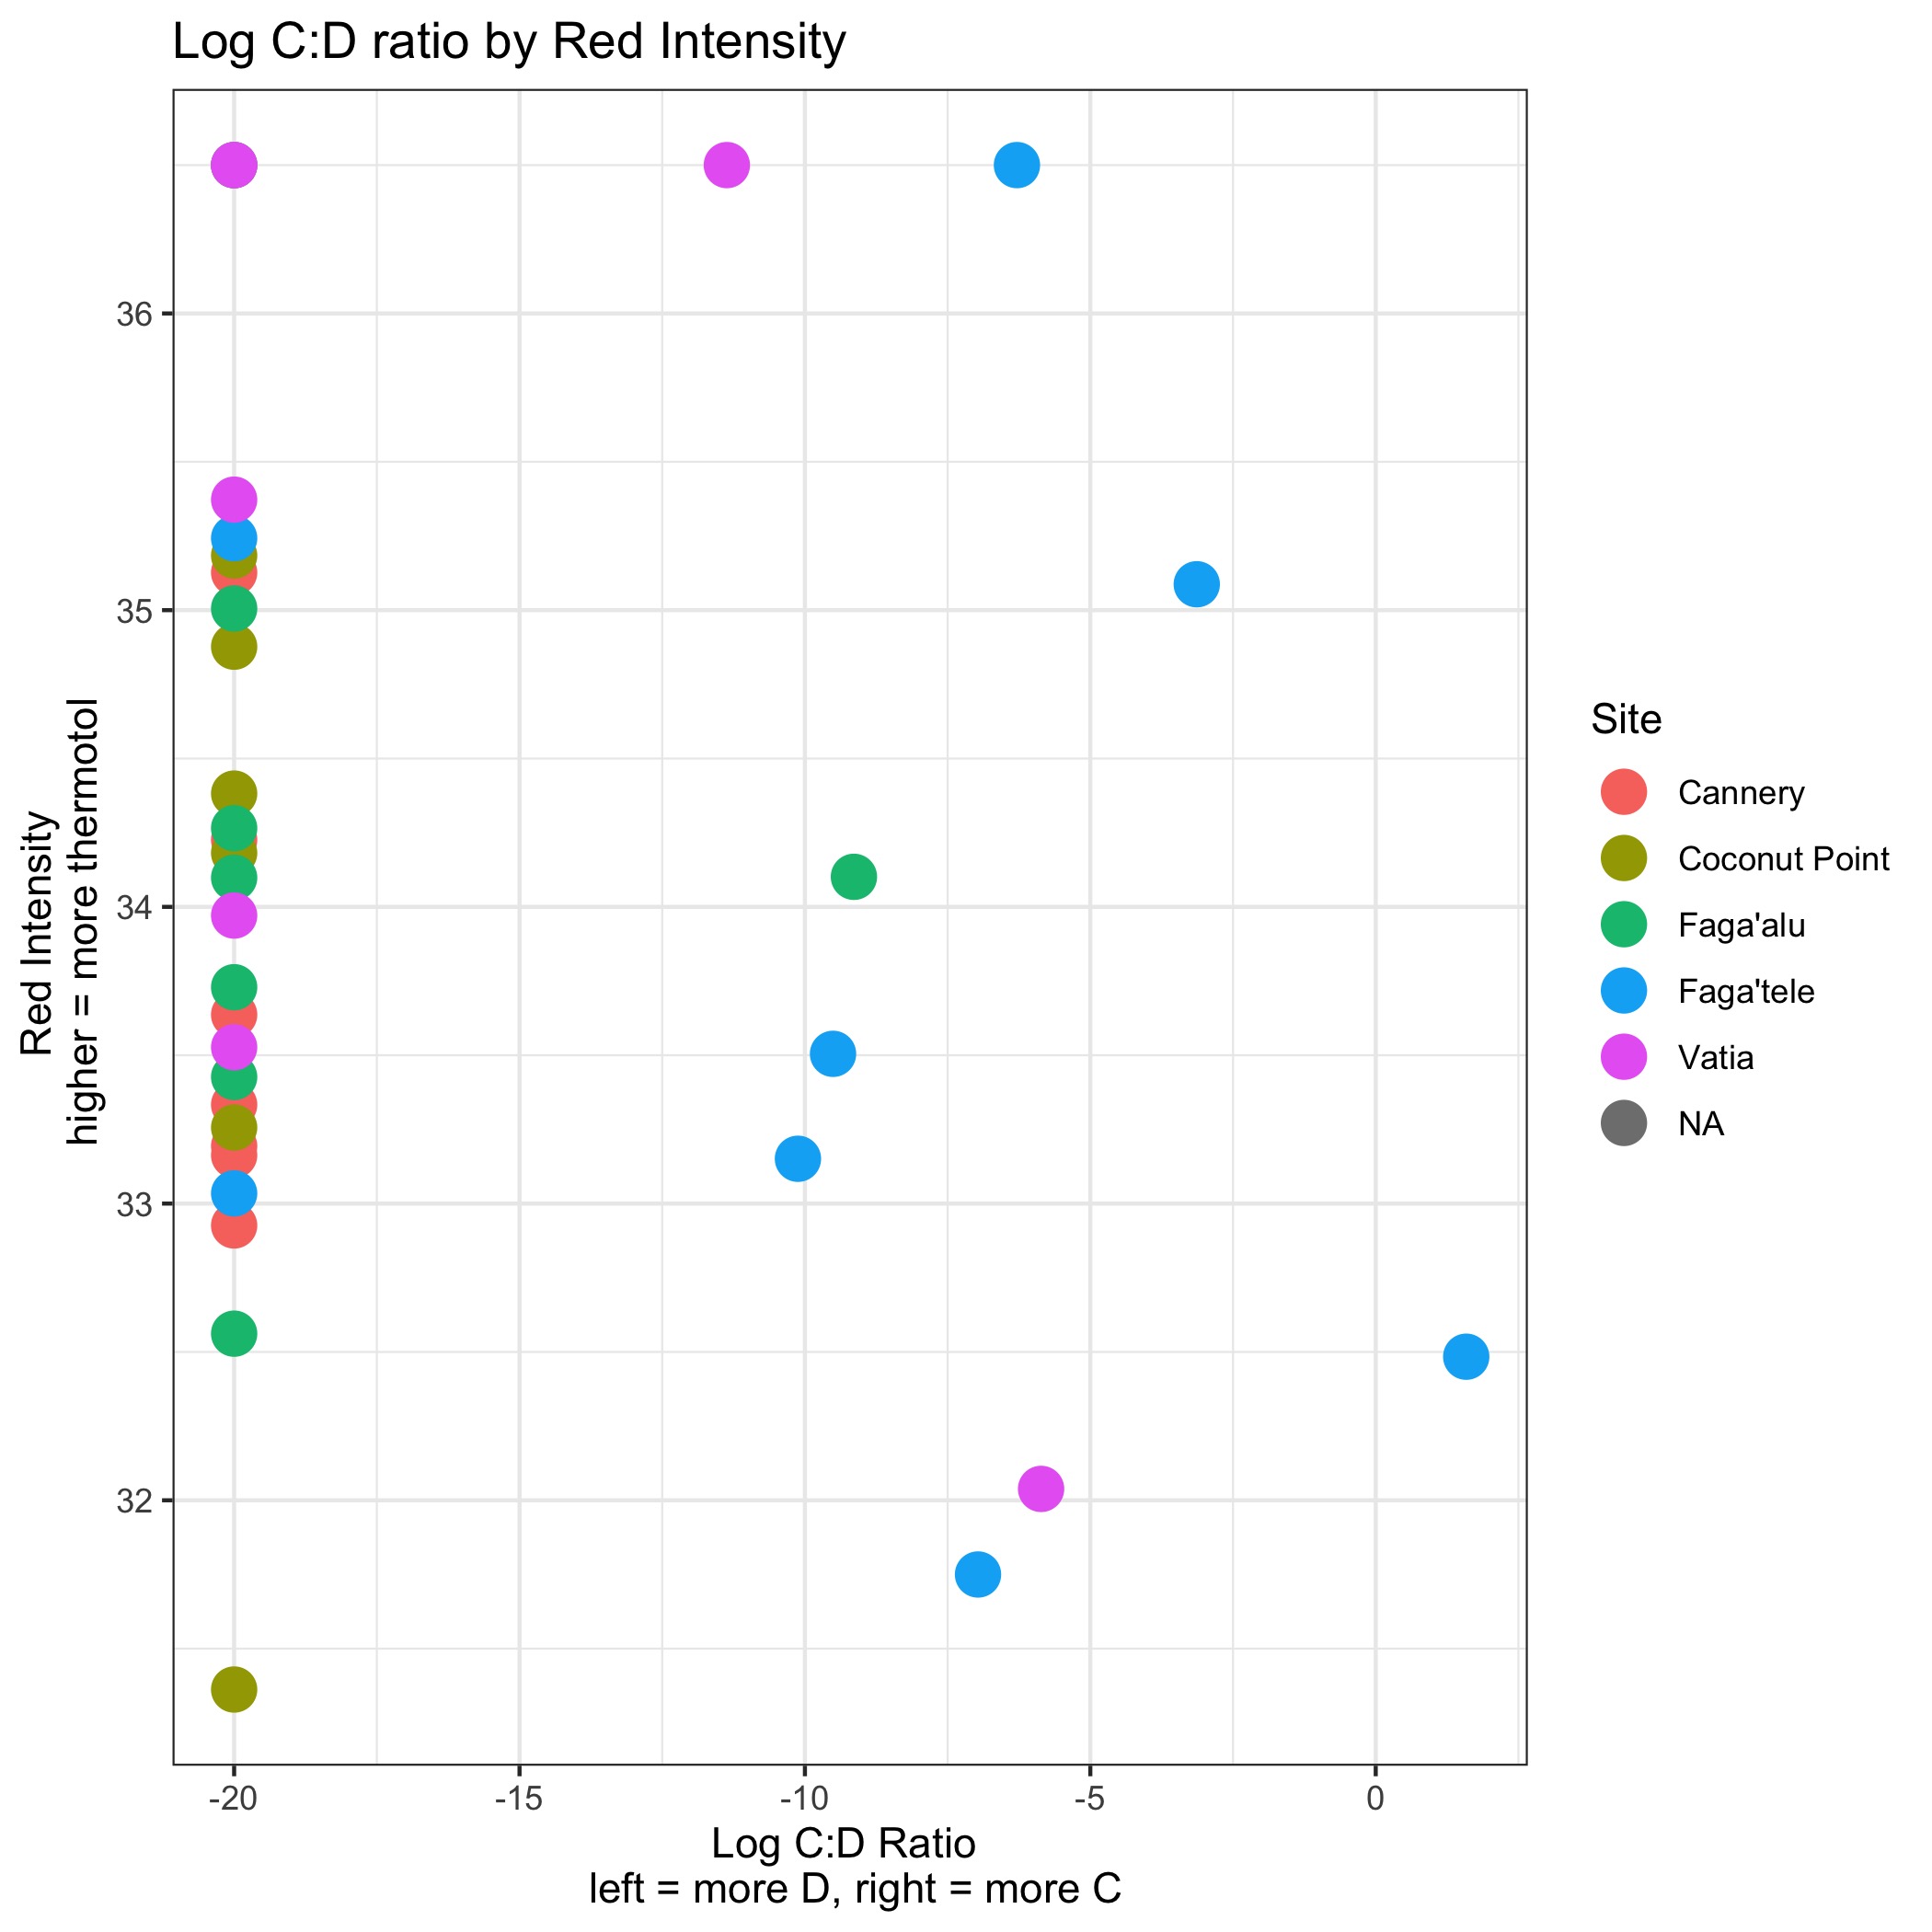 Log C:D ratio by Red Intensity
Red Intensity
higher = more thermotol
36
35
34
33
32
-20
-15
-10
-5
0
Log C:D Ratio
left = more D, right = more C
Site
Cannery
Coconut Point
Faga'alu
Faga'tele
Vatia
NA